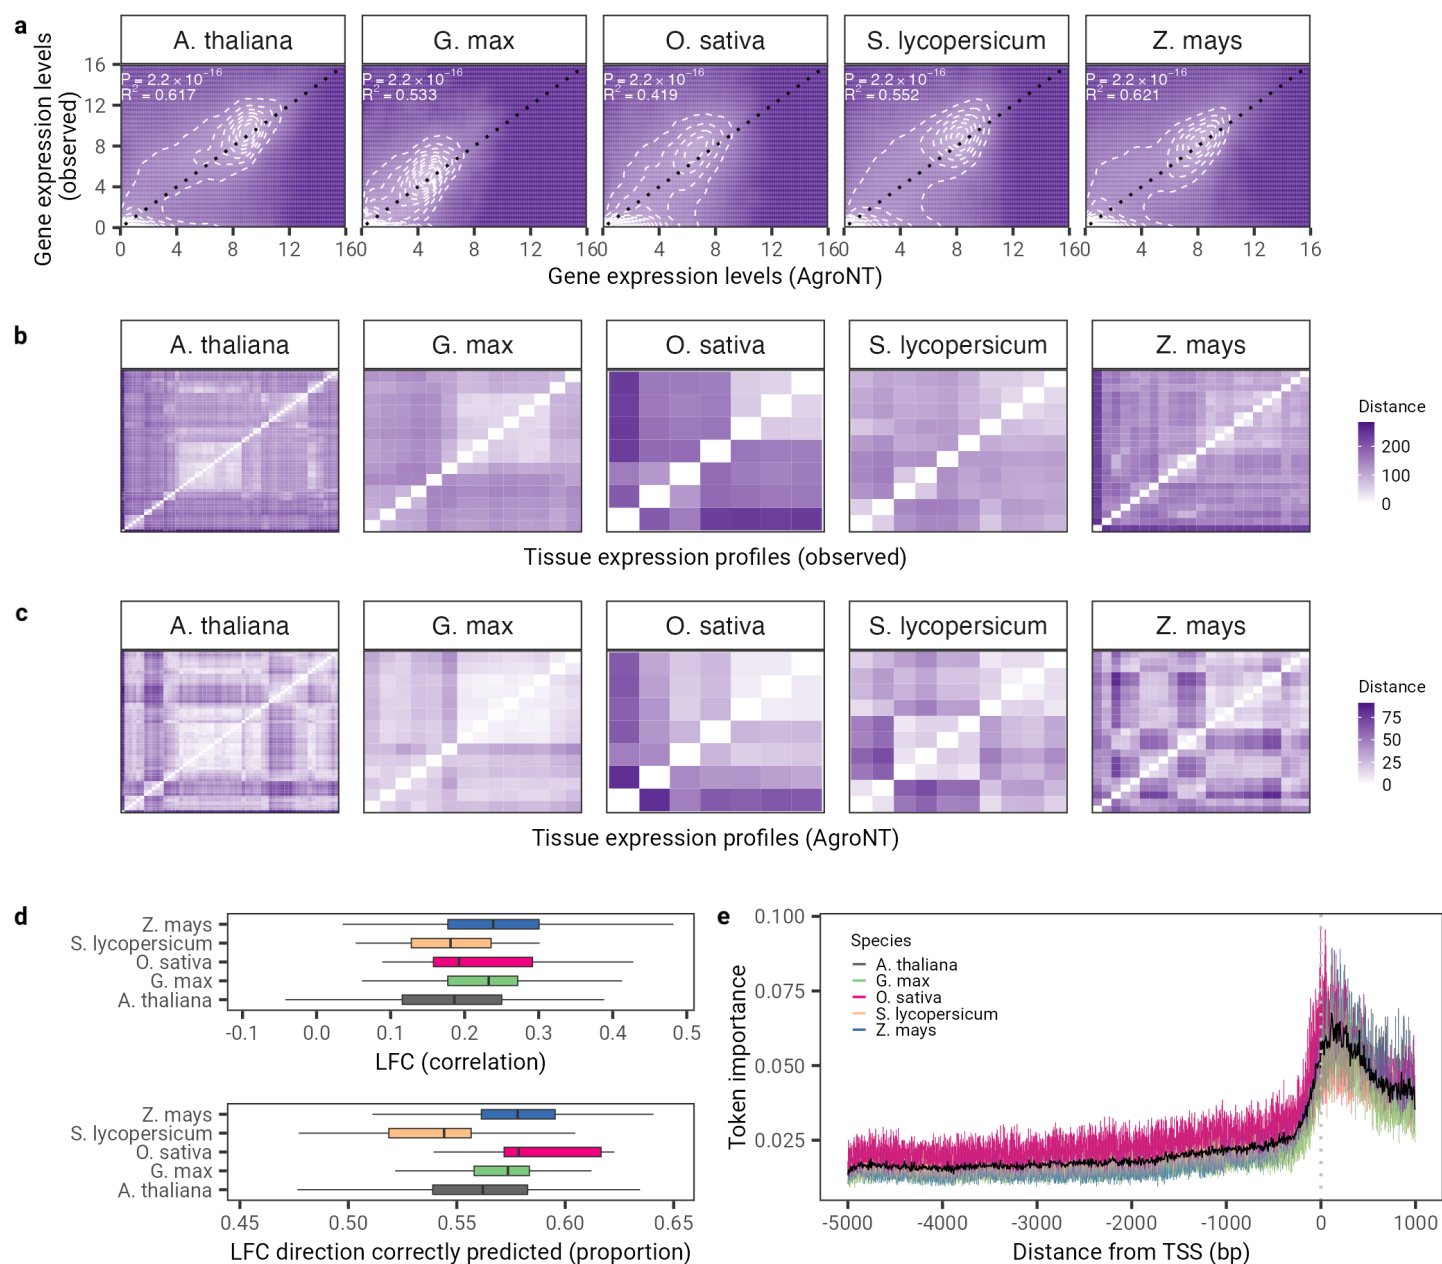 a
A. thaliana
G. max
O. sativa
S. lycopersicum
Z. mays
Gene expression levels
(observed)
16
12
8
4
0
P = 2.2 × 10⁻¹⁶
R² = 0.617
P = 2.2 × 10⁻¹⁶
R² = 0.533
P = 2.2 × 10⁻¹⁶
R² = 0.419
P = 2.2 × 10⁻¹⁶
R² = 0.552
P = 2.2 × 10⁻¹⁶
R² = 0.621
0 4 8 12 16
0 4 8 12 16
0 4 8 12 16
0 4 8 12 16
0 4 8 12 16
Gene expression levels (AgroNT)
b
A. thaliana
G. max
O. sativa
S. lycopersicum
Z. mays
Distance
200
100
0
Tissue expression profiles (observed)
c
A. thaliana
G. max
O. sativa
S. lycopersicum
Z. mays
Distance
75
50
25
0
Tissue expression profiles (AgroNT)
d
Z. mays
S. lycopersicum
O. sativa
G. max
A. thaliana
-0.1 0.0 0.1 0.2 0.3 0.4 0.5
LFC (correlation)
Z. mays
S. lycopersicum
O. sativa
G. max
A. thaliana
0.45 0.50 0.55 0.60 0.65
LFC direction correctly predicted (proportion)
e
Token importance
0.100
0.075
0.050
0.025
Species
A. thaliana
G. max
O. sativa
S. lycopersicum
Z. mays
-5000 -4000 -3000 -2000 -1000 0 1000
Distance from TSS (bp)